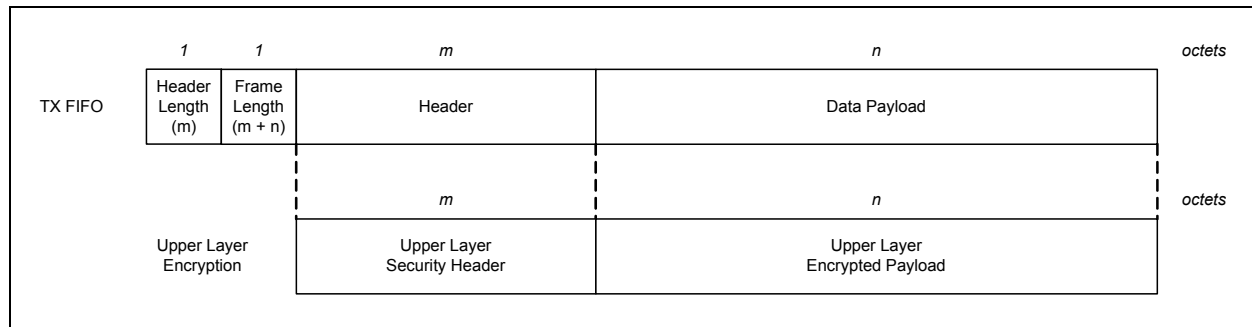 1 1 m n octets
TX FIFO
Header
Length
(m)
Frame
Length
(m + n)
Header
Data Payload
m n octets
Upper Layer
Encryption
Upper Layer
Security Header
Upper Layer
Encrypted Payload